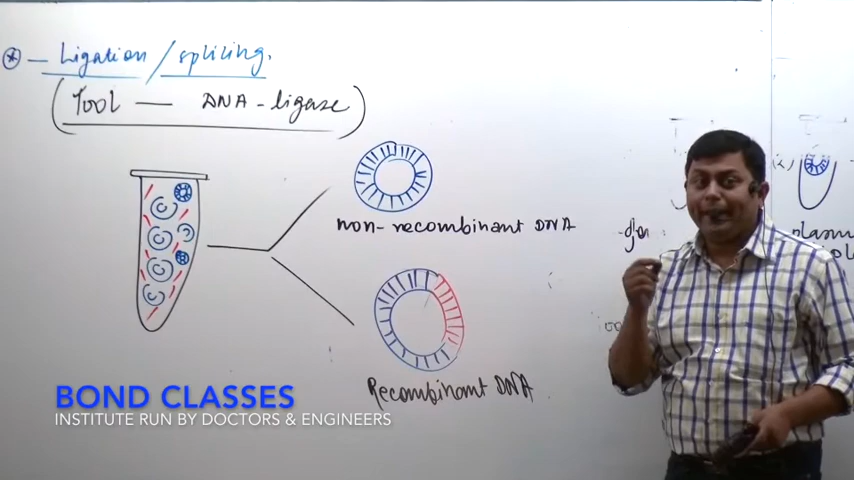 * — Ligation / splicing.
(Tool — DNA-ligase)
non-recombinant DNA
Recombinant DNA
BOND CLASSES
INSTITUTE RUN BY DOCTORS & ENGINEERS